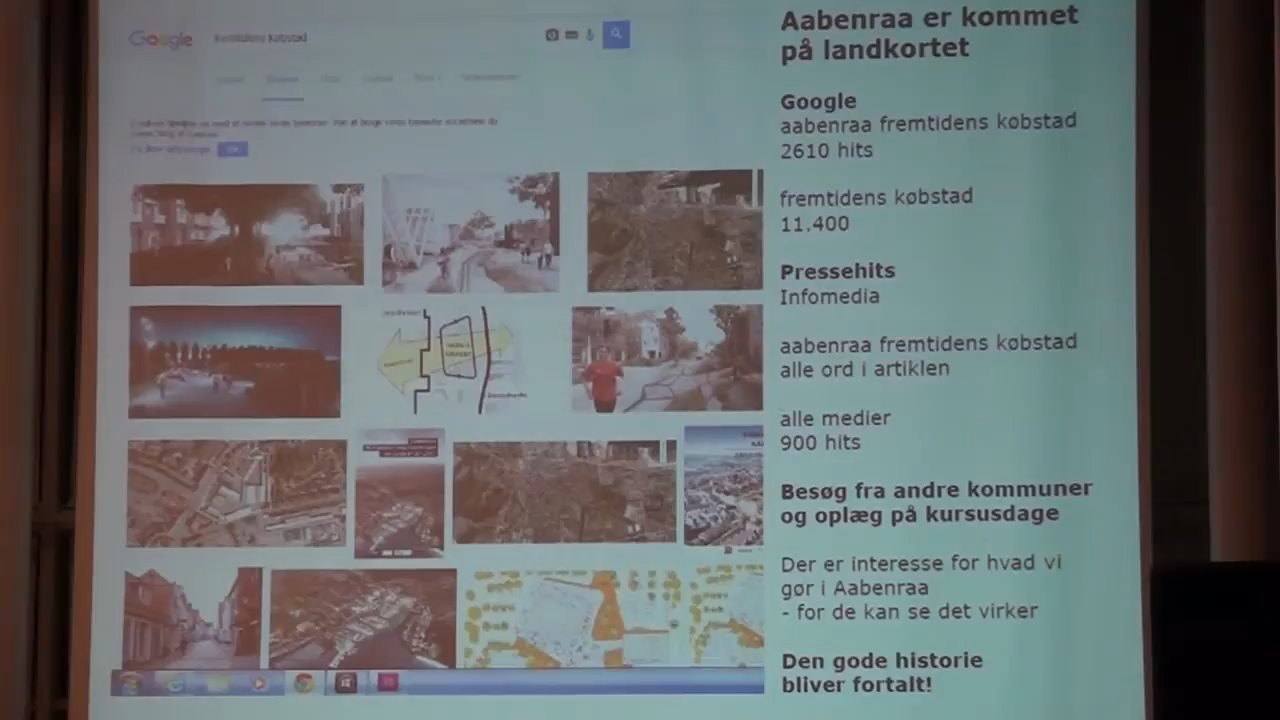 Google
fremtidens købstad
Aabenraa er kommet
på landkortet
Google
aabenraa fremtidens købstad
2610 hits
fremtidens købstad
11.400
Pressehits
Infomedia
aabenraa fremtidens købstad
alle ord i artiklen
alle medier
900 hits
Besøg fra andre kommuner
og oplæg på kursusdage
Der er interesse for hvad vi
gør i Aabenraa
- for de kan se det virker
Den gode historie
bliver fortalt!